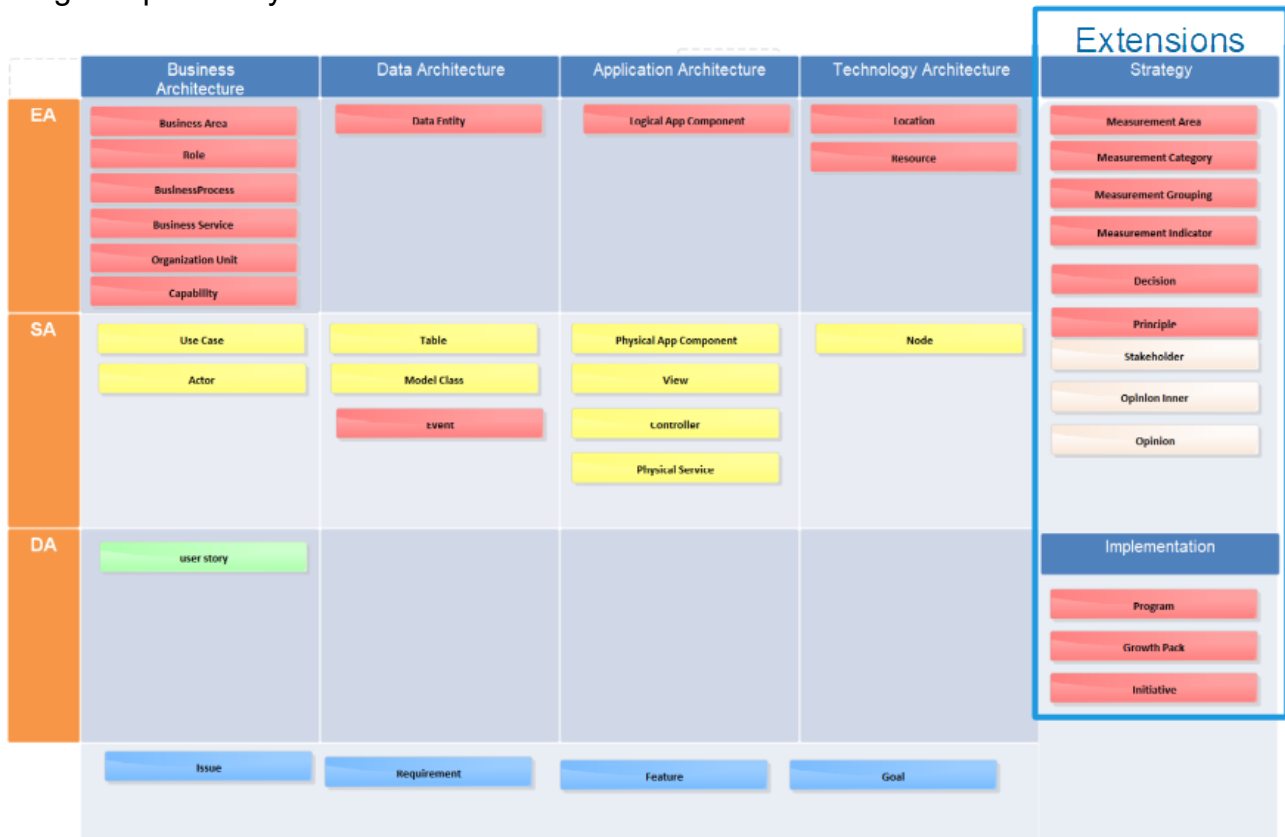 Extensions
Business
Architecture
Data Architecture
Application Architecture
Technology Architecture
Strategy
EA
Business Area
Data Entity
Logical App Component
Location
Measurement Area
Role
Resource
Measurement Category
BusinessProcess
Measurement Grouping
Business Service
Measurement Indicator
Organization Unit
Decision
Capability
SA
Principle
Use Case
Table
Physical App Component
Node
Stakeholder
Actor
Model Class
View
Opinion Inner
Event
Controller
Opinion
Physical Service
DA
Implementation
user story
Program
Growth Pack
Initiative
Issue
Requirement
Feature
Goal